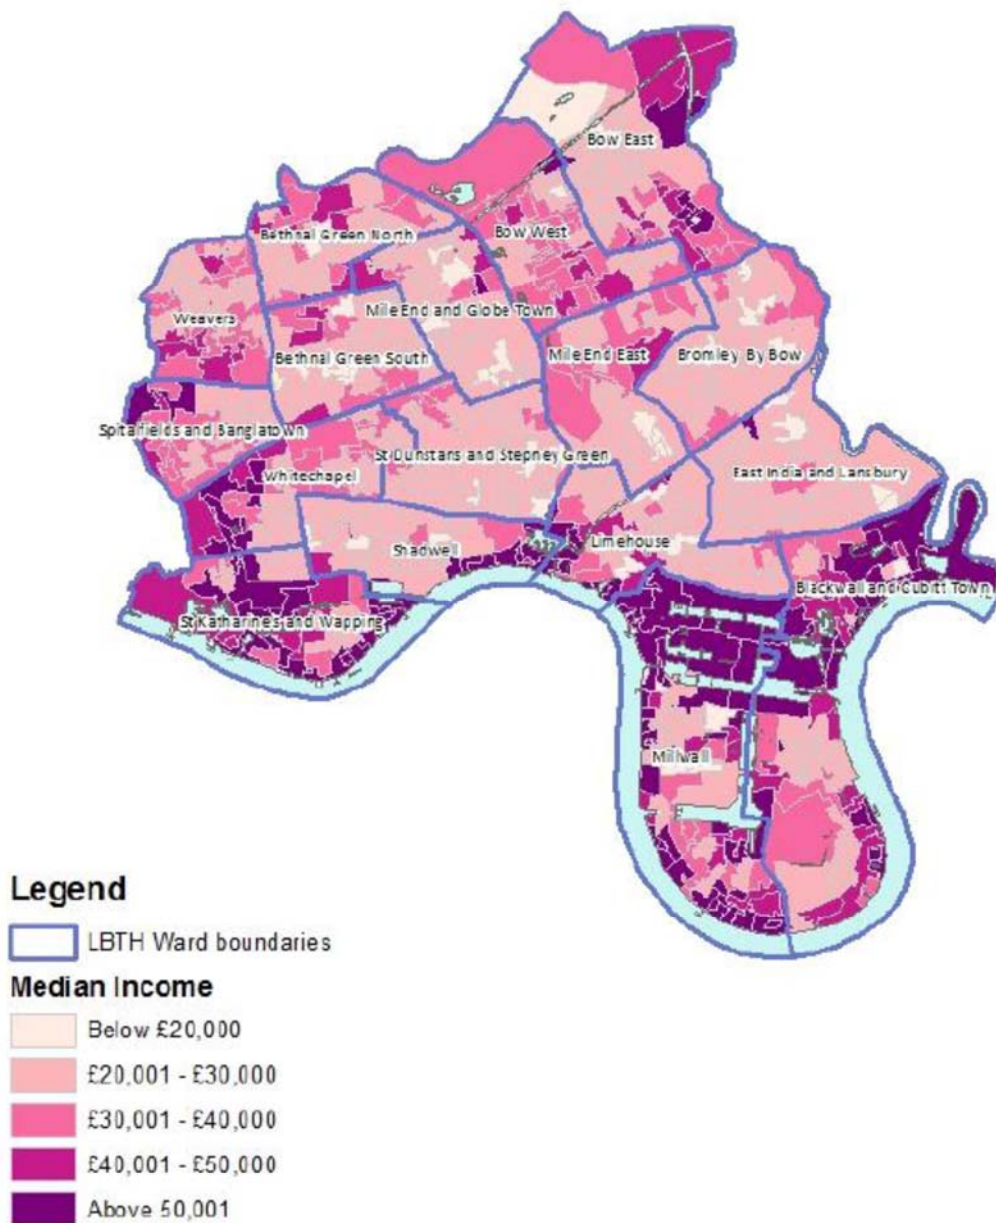 Bow East
Bow West
Bethnal Green North
Mile End and Globe Town
Weavers
Bethnal Green South
Mile End East
Bromley By Bow
Spitalfields and Banglatown
St Dunstans and Stepney Green
Whitechapel
East India and Lansbury
Shadwell
Limehouse
Blackwall and Cubitt Town
St Katharine's and Wapping
Millwall
Legend
LBTH Ward boundaries
Median Income
Below £20,000
£20,001 - £30,000
£30,001 - £40,000
£40,001 - £50,000
Above 50,001